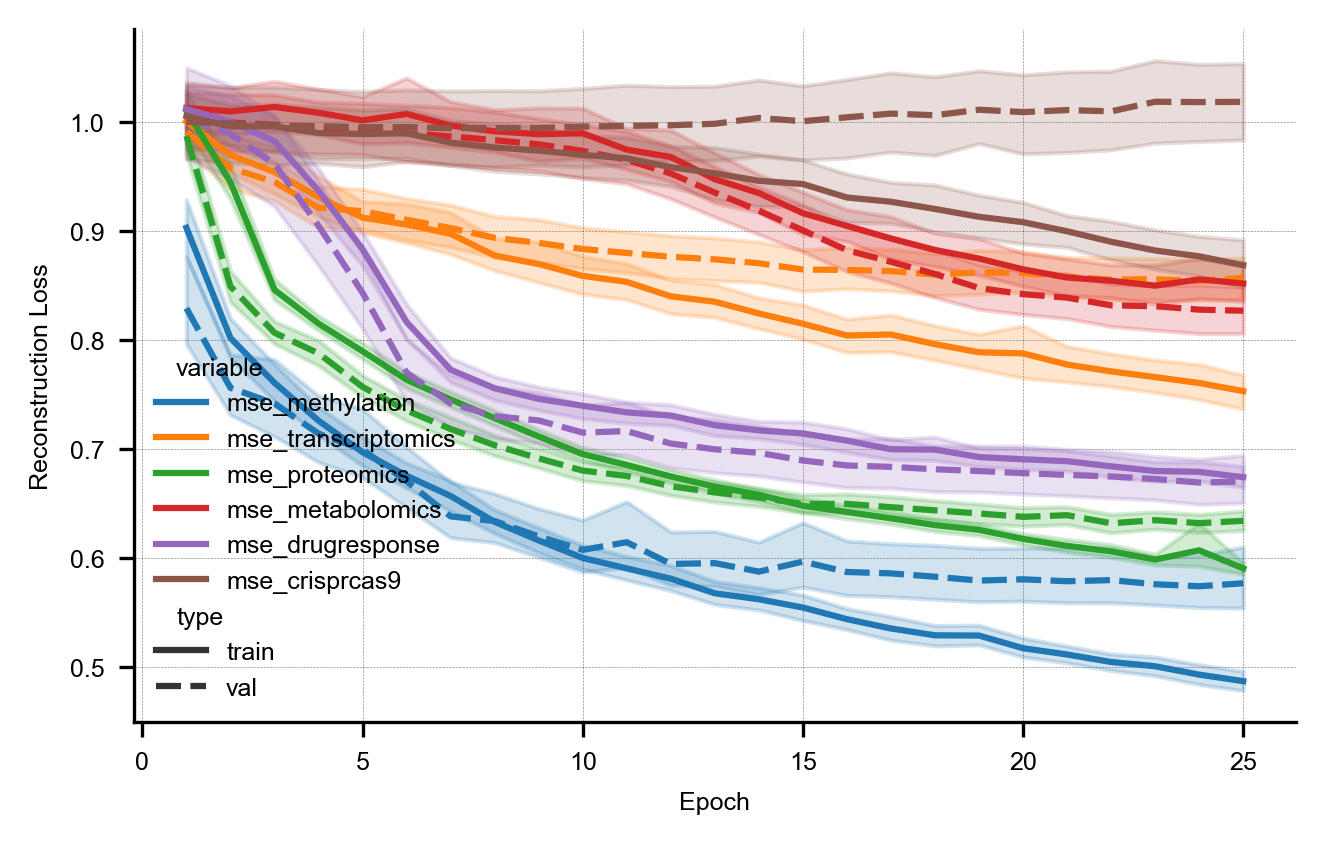 1.0
0.9
0.8
0.7
0.6
0.5
Reconstruction Loss
variable
mse_methylation
mse_transcriptomics
mse_proteomics
mse_metabolomics
mse_drugresponse
mse_crisprcas9
type
train
val
0 5 10 15 20 25
Epoch